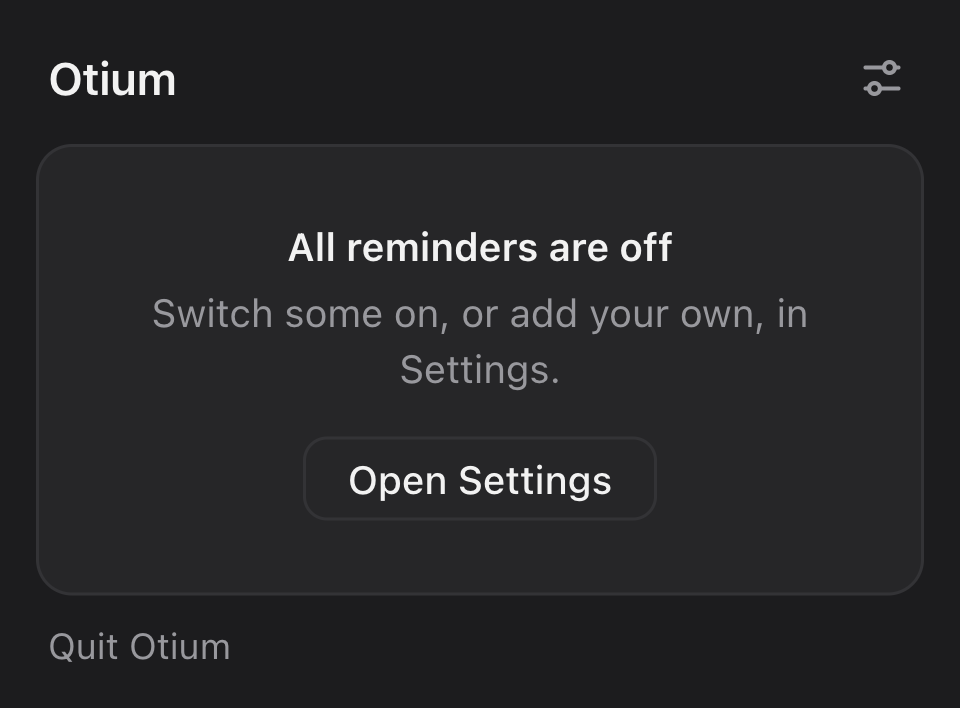 Otium
All reminders are off
Switch some on, or add your own, in
Settings.
Open Settings
Quit Otium